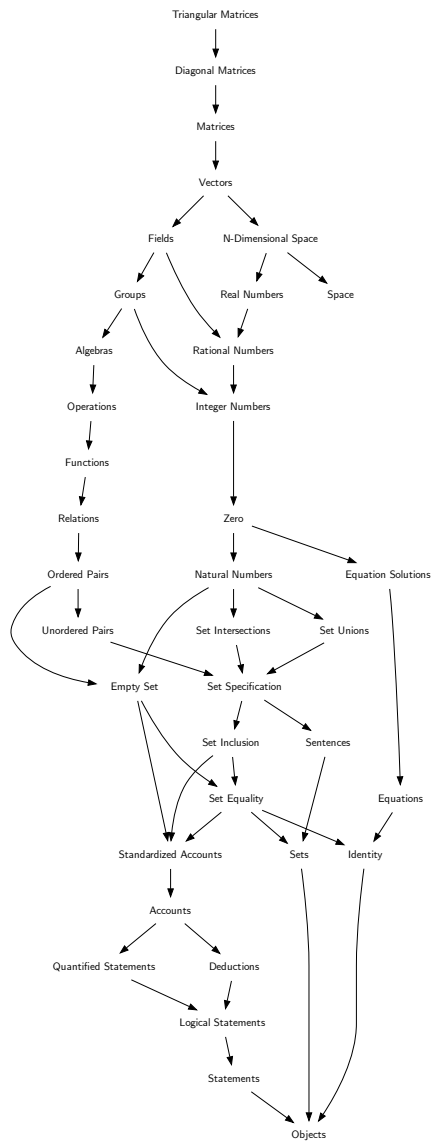 Triangular Matrices
Diagonal Matrices
Matrices
Vectors
Fields
N-Dimensional Space
Groups
Real Numbers
Space
Algebras
Rational Numbers
Operations
Integer Numbers
Functions
Relations
Zero
Ordered Pairs
Natural Numbers
Equation Solutions
Unordered Pairs
Set Intersections
Set Unions
Empty Set
Set Specification
Set Inclusion
Sentences
Set Equality
Equations
Standardized Accounts
Sets
Identity
Accounts
Quantified Statements
Deductions
Logical Statements
Statements
Objects